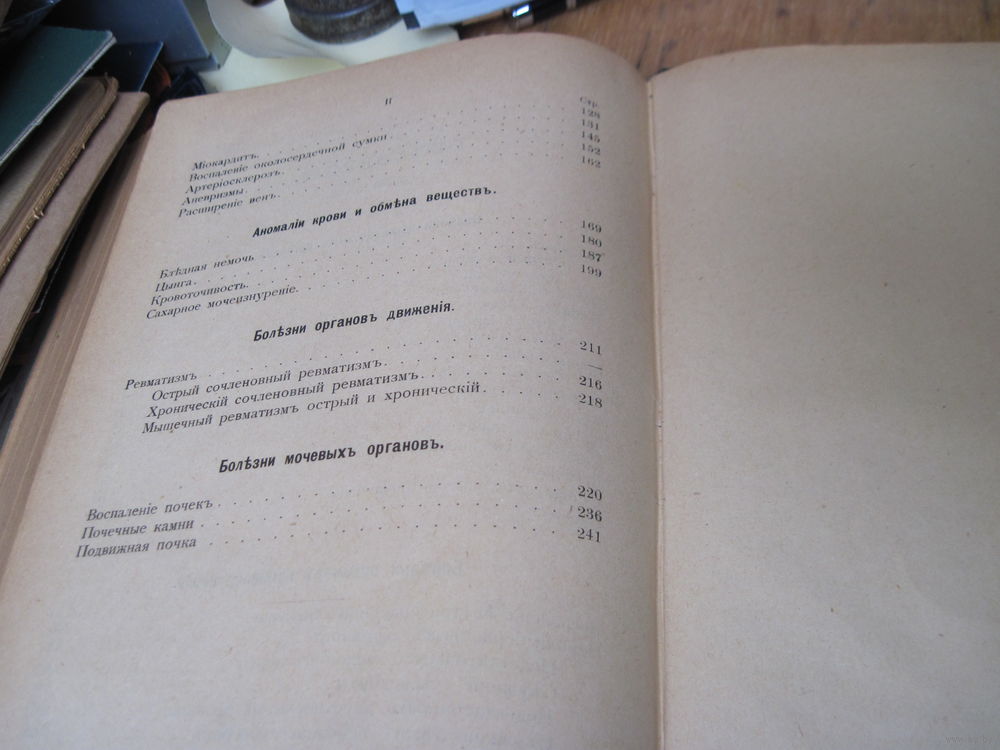 II
Стр.
Міокардитъ. 128
Воспаленіе околосердечной сумки 131
Артеріосклерозъ. 145
Аневризмы 152
Расширеніе венъ. 162
Аномаліи крови и обмѣна веществъ.
Блѣдная немочь 169
Цынга. 180
Кровоточивость. 187
Сахарное мочеизнуреніе. 199
Болѣзни органовъ движенія.
Ревматизмъ 211
Острый сочленовный ревматизмъ. —
Хроническій сочленовный ревматизмъ. 216
Мышечный ревматизмъ острый и хроническій. 218
Болѣзни мочевыхъ органовъ.
Воспаленіе почекъ 220
Почечные камни 236
Подвижная почка 241